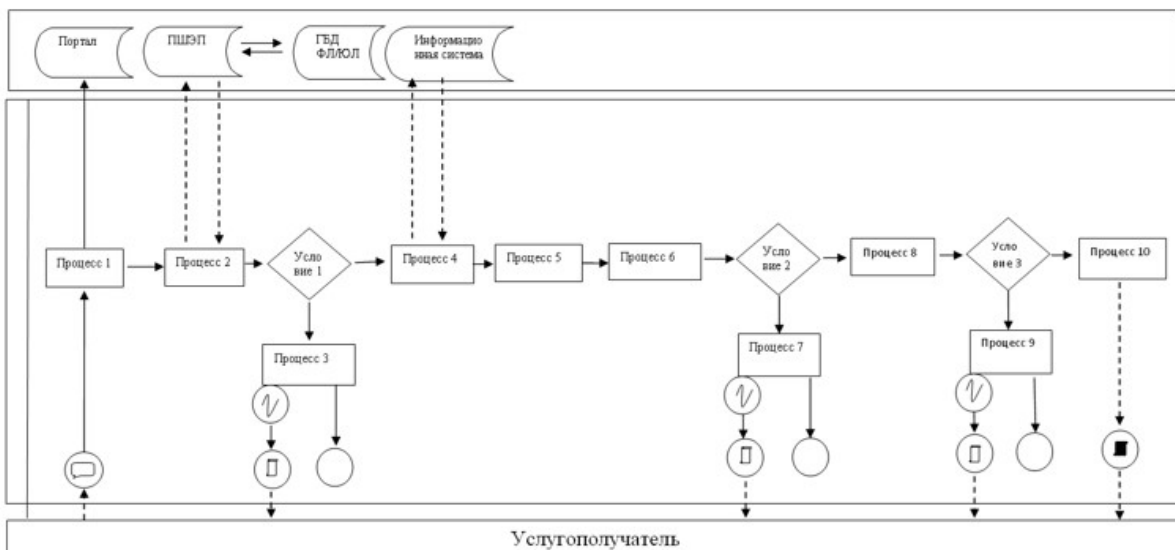 Портал
ПШЭП
ГБД
ФЛ/ЮЛ
Информацио
нная система
Процесс 1
Процесс 2
Усло
вие 1
Процесс 4
Процесс 5
Процесс 6
Усло
вие 2
Процесс 8
Усло
вие 3
Процесс 10
Процесс 3
Процесс 7
Процесс 9
Услугополучатель